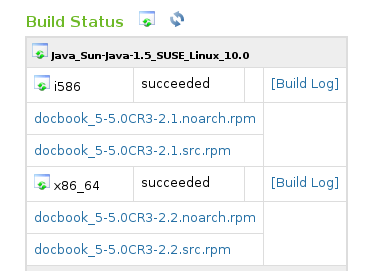 Build Status
Java_Sun-Java-1.5_SUSE_Linux_10.0
i586 succeeded [Build Log]
docbook_5-5.0CR3-2.1.noarch.rpm
docbook_5-5.0CR3-2.1.src.rpm
x86_64 succeeded [Build Log]
docbook_5-5.0CR3-2.2.noarch.rpm
docbook_5-5.0CR3-2.2.src.rpm